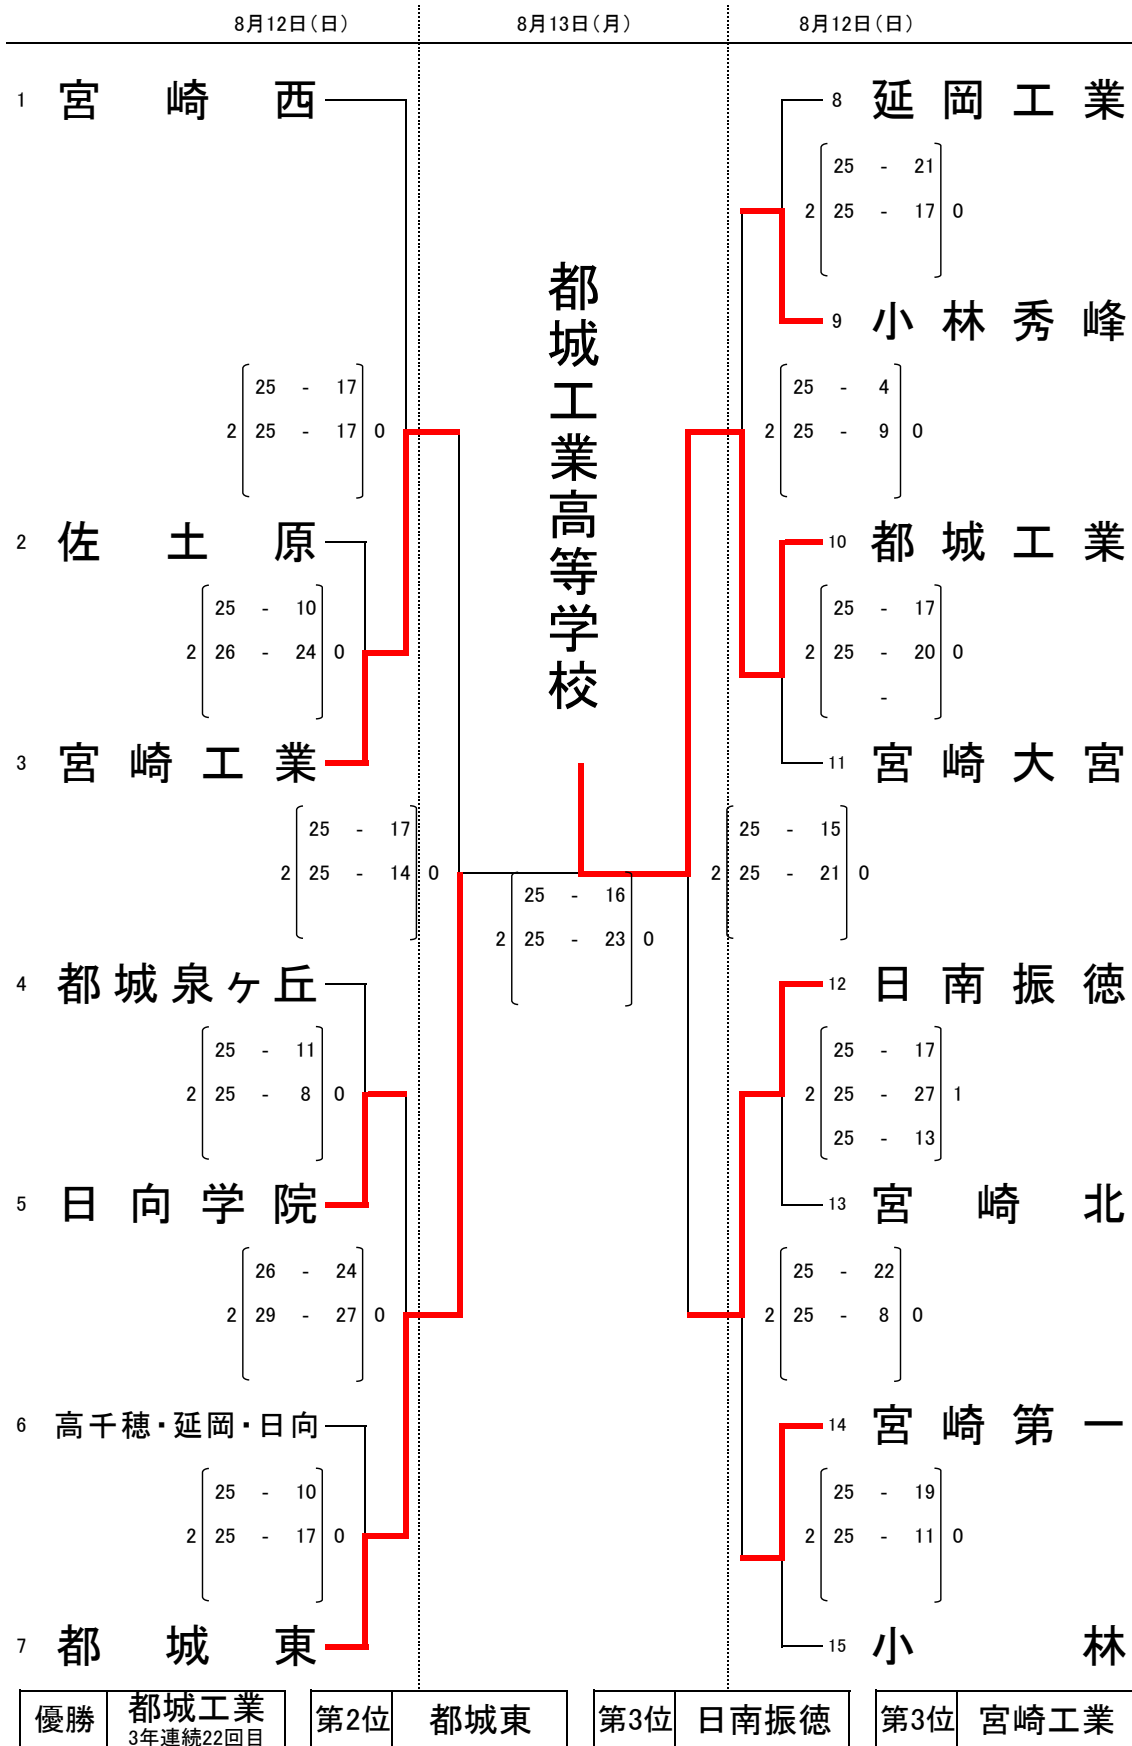 8月12日(日) 8月13日(月) 8月12日(日)
1 宮崎西
2 25 - 17 0
25 - 17
2 佐土原
25 - 10
2 26 - 24 0
3 宮崎工業
25 - 17
2 25 - 14 0
4 都城泉ヶ丘
25 - 11
2 25 - 8 0
5 日向学院
26 - 24
2 29 - 27 0
6 高千穂・延岡・日向
25 - 10
2 25 - 17 0
7 都城東
都城工業高等学校
25 - 16
2 25 - 23 0
8 延岡工業
25 - 21
2 25 - 17 0
9 小林秀峰
25 - 4
2 25 - 9 0
10 都城工業
25 - 17
2 25 - 20 0
-
11 宮崎大宮
25 - 15
2 25 - 21 0
12 日南振徳
25 - 17
2 25 - 27 1
25 - 13
13 宮崎北
25 - 22
2 25 - 8 0
14 宮崎第一
25 - 19
2 25 - 11 0
15 小林
優勝 都城工業
3年連続22回目
第2位 都城東
第3位 日南振徳
第3位 宮崎工業